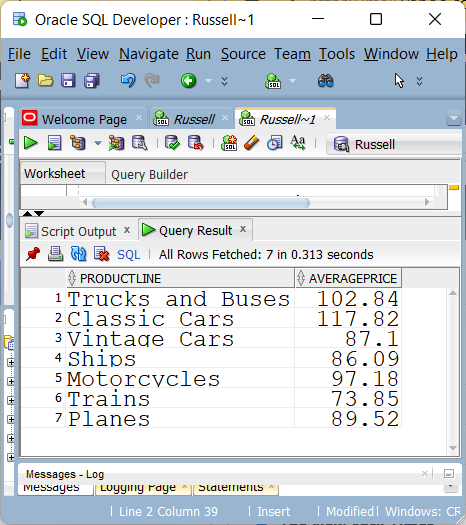 Oracle SQL Developer : Russell~1
File Edit View Navigate Run Source Team Tools Window Help
Welcome Page Russell Russell~1
Russell
Worksheet Query Builder
Script Output Query Result
SQL All Rows Fetched: 7 in 0.313 seconds
PRODUCTLINE AVERAGEPRICE
1 Trucks and Buses 102.84
2 Classic Cars 117.82
3 Vintage Cars 87.1
4 Ships 86.09
5 Motorcycles 97.18
6 Trains 73.85
7 Planes 89.52
Messages - Log
Messages Logging Page Statements
Line 2 Column 39 Insert Modified Windows: CR